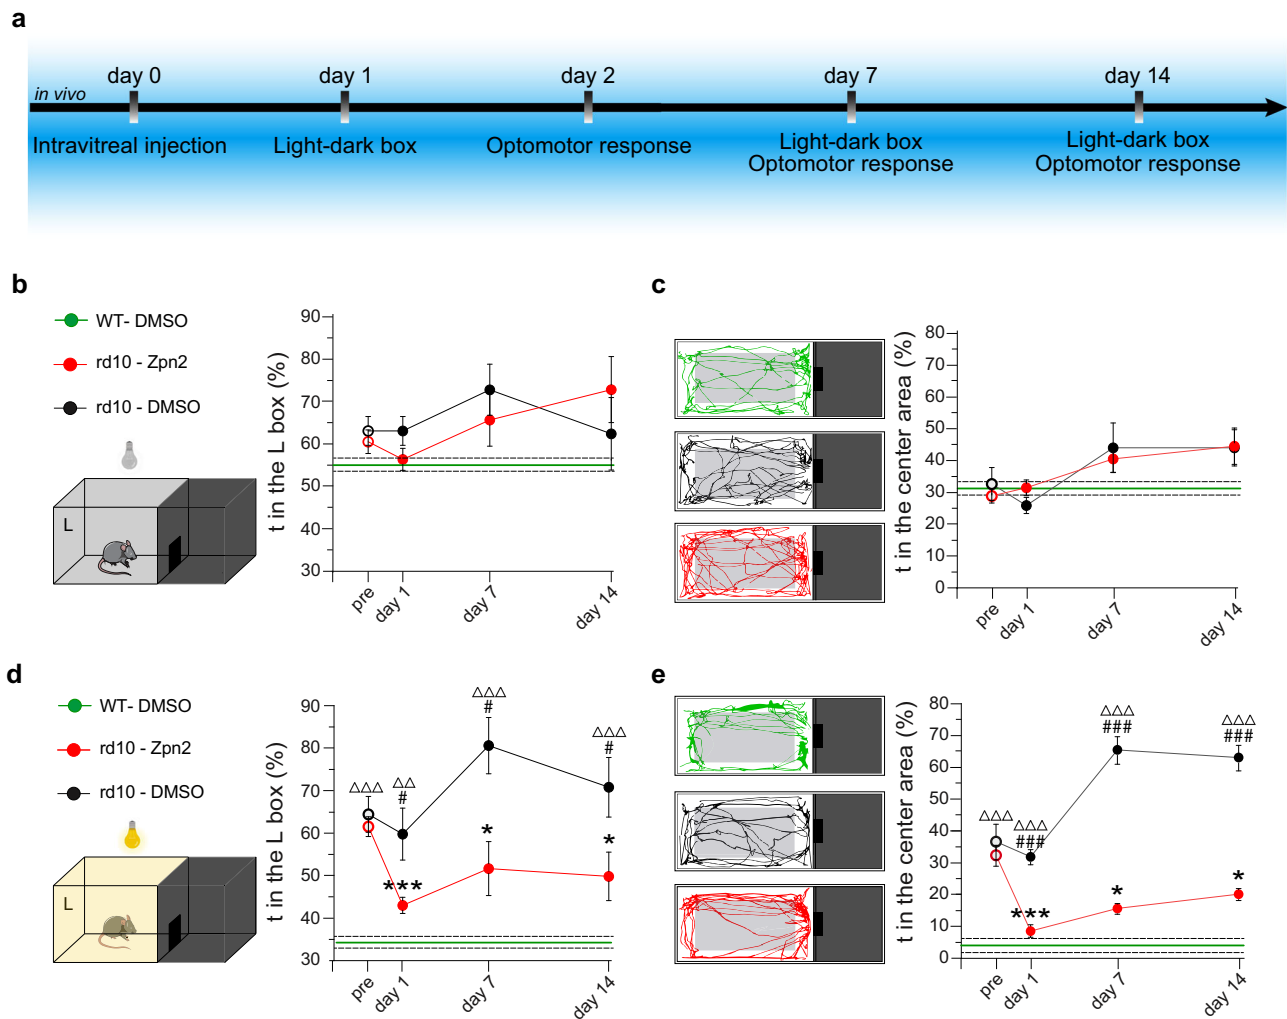 a
day 0
day 1
day 2
day 7
day 14
in vivo
Intravitreal injection
Light-dark box
Optomotor response
Light-dark box
Optomotor response
Light-dark box
Optomotor response
b
WT- DMSO
rd10 - Zpn2
rd10 - DMSO
L
t in the L box (%)
90
80
70
60
50
40
30
pre
day 1
day 7
day 14
c
t in the center area (%)
80
70
60
50
40
30
20
10
0
pre
day 1
day 7
day 14
d
WT- DMSO
rd10 - Zpn2
rd10 - DMSO
L
t in the L box (%)
90
80
70
60
50
40
30
△△△
△△
#
***
△△△
#
*
△△△
#
*
pre
day 1
day 7
day 14
e
t in the center area (%)
80
70
60
50
40
30
20
10
0
△△△
△△△
###
***
△△△
###
*
△△△
###
*
pre
day 1
day 7
day 14